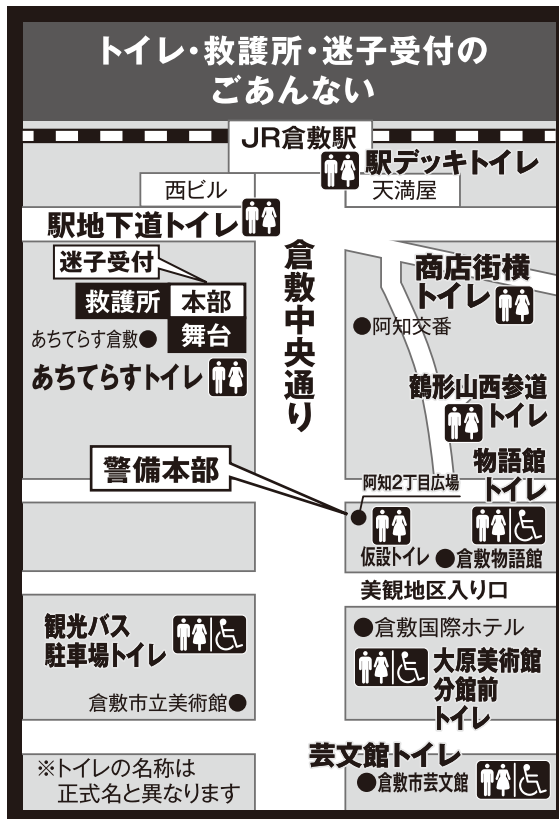 トイレ・救護所・迷子受付の
ごあんない
JR倉敷駅
駅デッキトイレ
西ビル
天満屋
駅地下道トイレ
迷子受付
救護所
本部
舞台
あちてらす倉敷●
あちてらすトイレ
倉敷中央通り
商店街横
トイレ
●阿知交番
鶴形山西参道
トイレ
物語館
トイレ
警備本部
阿知2丁目広場
仮設トイレ
●倉敷物語館
美観地区入り口
観光バス
駐車場トイレ
倉敷市立美術館●
●倉敷国際ホテル
大原美術館
分館前
トイレ
芸文館トイレ
●倉敷市芸文館
※トイレの名称は
正式名と異なります